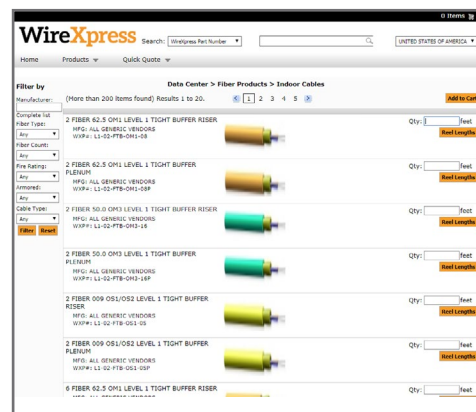 0 Items
WireXpress
Search: WireXpress Part Number
UNITED STATES OF AMERICA
Home Products Quick Quote
Filter by
Manufacturer:
Complete list
Fiber Type:
Any
Fiber Count:
Any
Fire Rating:
Any
Armored:
Any
Cable Type:
Any
Filter Reset
Data Center > Fiber Products > Indoor Cables
(More than 200 items found) Results 1 to 20.
1 2 3 4 5
Add to Cart
2 FIBER 62.5 OM1 LEVEL 1 TIGHT BUFFER RISER
MFG: ALL GENERIC VENDORS
WXP#: L1-02-FTB-OM1-08
Qty: feet
Reel Lengths
2 FIBER 62.5 OM1 LEVEL 1 TIGHT BUFFER
PLENUM
MFG: ALL GENERIC VENDORS
WXP#: L1-02-FTB-OM1-08P
Qty: feet
Reel Lengths
2 FIBER 50.0 OM3 LEVEL 1 TIGHT BUFFER RISER
MFG: ALL GENERIC VENDORS
WXP#: L1-02-FTB-OM3-16
Qty: feet
Reel Lengths
2 FIBER 50.0 OM3 LEVEL 1 TIGHT BUFFER
PLENUM
MFG: ALL GENERIC VENDORS
WXP#: L1-02-FTB-OM3-16P
Qty: feet
Reel Lengths
2 FIBER 009 OS1/OS2 LEVEL 1 TIGHT BUFFER
RISER
MFG: ALL GENERIC VENDORS
WXP#: L1-02-FTB-OS1-05
Qty: feet
Reel Lengths
2 FIBER 009 OS1/OS2 LEVEL 1 TIGHT BUFFER
PLENUM
MFG: ALL GENERIC VENDORS
WXP#: L1-02-FTB-OS1-05P
Qty: feet
Reel Lengths
6 FIBER 62.5 OM1 LEVEL 1 TIGHT BUFFER RISER
Qty: feet